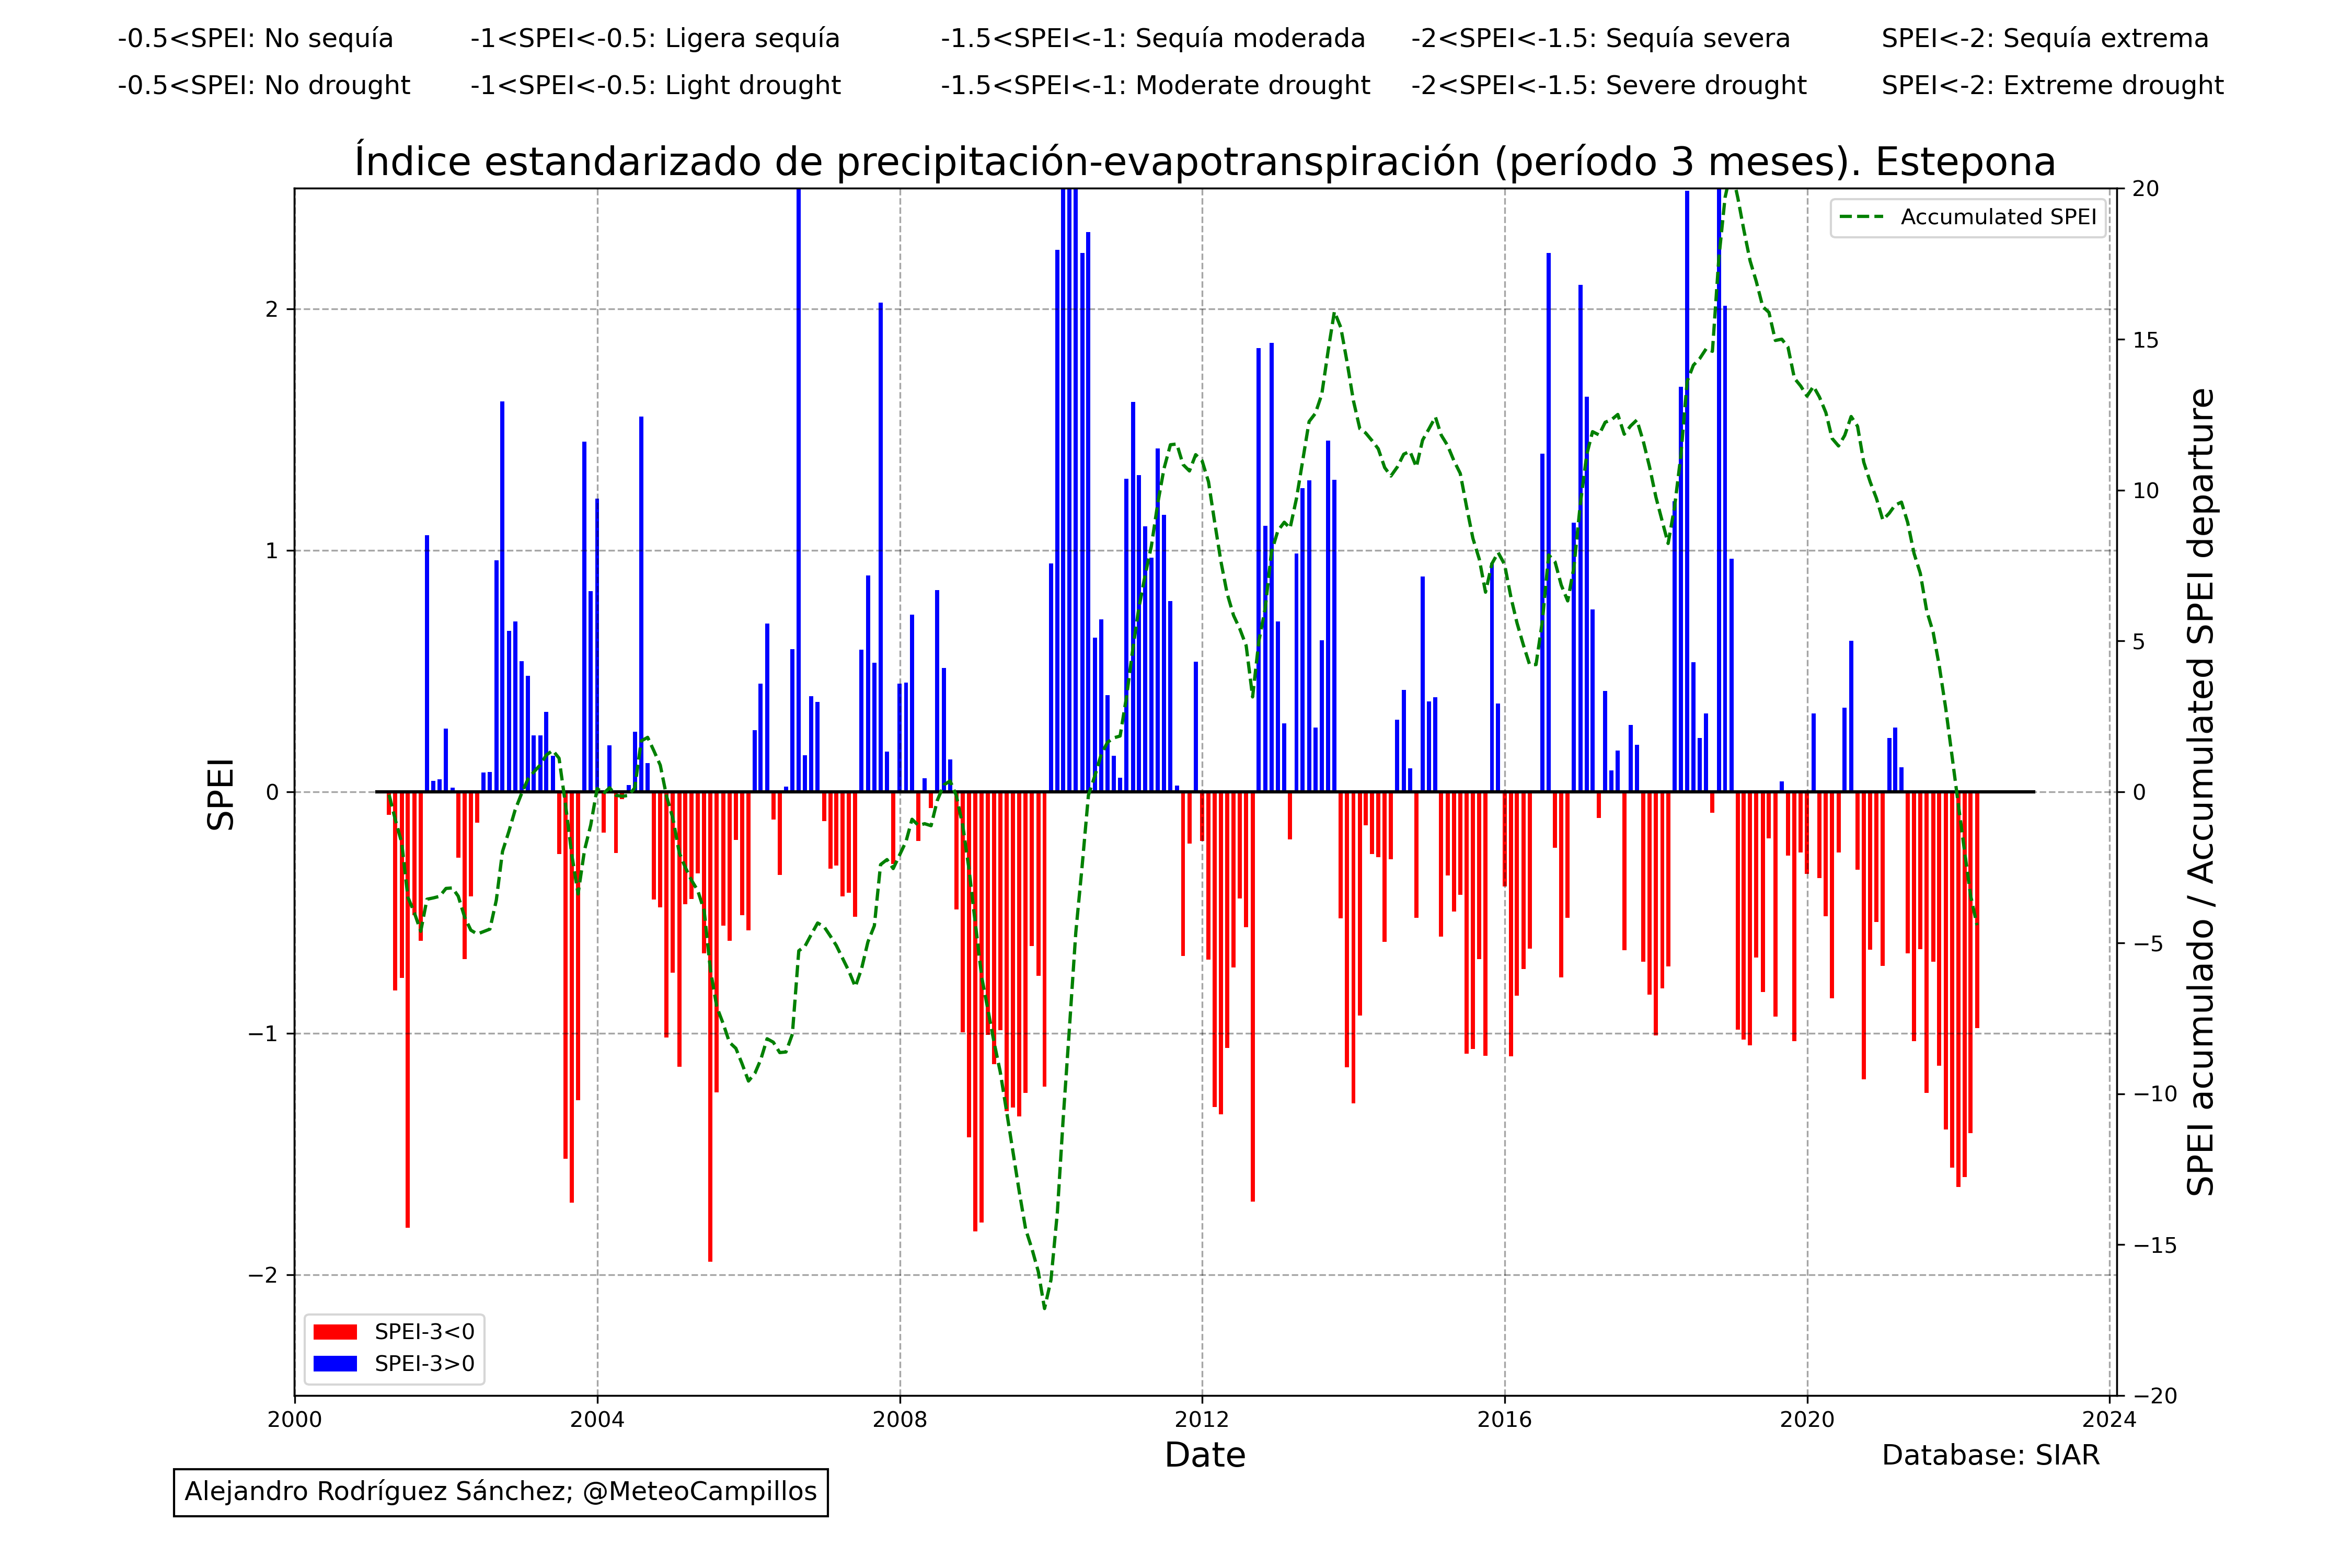 -0.5<SPEI: No sequía -1<SPEI<-0.5: Ligera sequía -1.5<SPEI<-1: Sequía moderada -2<SPEI<-1.5: Sequía severa SPEI<-2: Sequía extrema
-0.5<SPEI: No drought -1<SPEI<-0.5: Light drought -1.5<SPEI<-1: Moderate drought -2<SPEI<-1.5: Severe drought SPEI<-2: Extreme drought
Índice estandarizado de precipitación-evapotranspiración (período 3 meses). Estepona
Accumulated SPEI
SPEI
2
1
0
−1
−2
20
15
10
5
0
−5
−10
−15
−20
SPEI acumulado / Accumulated SPEI departure
SPEI-3<0
SPEI-3>0
2000 2004 2008 2012 2016 2020 2024
Date
Database: SIAR
Alejandro Rodríguez Sánchez; @MeteoCampillos